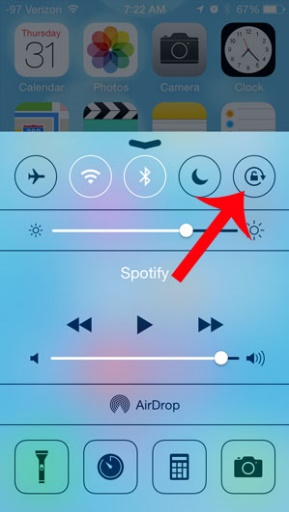 -97 Verizon 7:22 AM 67%
Thursday
31
Calendar Photos Camera Clock
Spotify
AirDrop